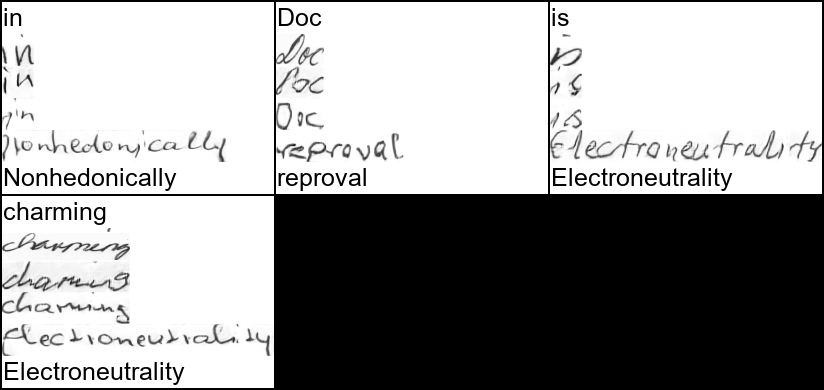 in
in
in
in
Nonhedonically
Nonhedonically
Doc
Doc
Doc
Doc
reproval
reproval
is
is
is
is
Electroneutrality
Electroneutrality
charming
charming
charming
charming
Electroneutrality
Electroneutrality